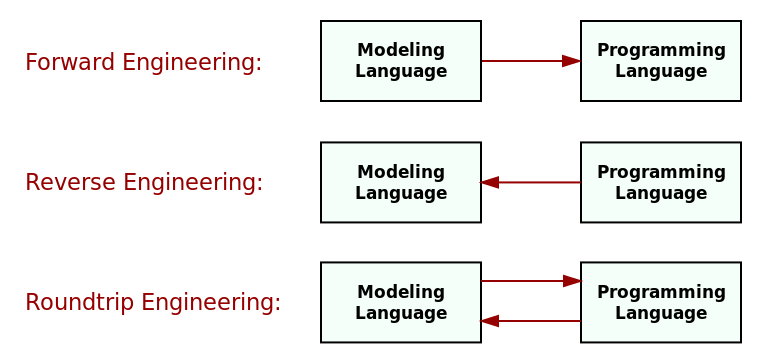 Forward Engineering:
Modeling
Language
Programming
Language
Reverse Engineering:
Modeling
Language
Programming
Language
Roundtrip Engineering:
Modeling
Language
Programming
Language